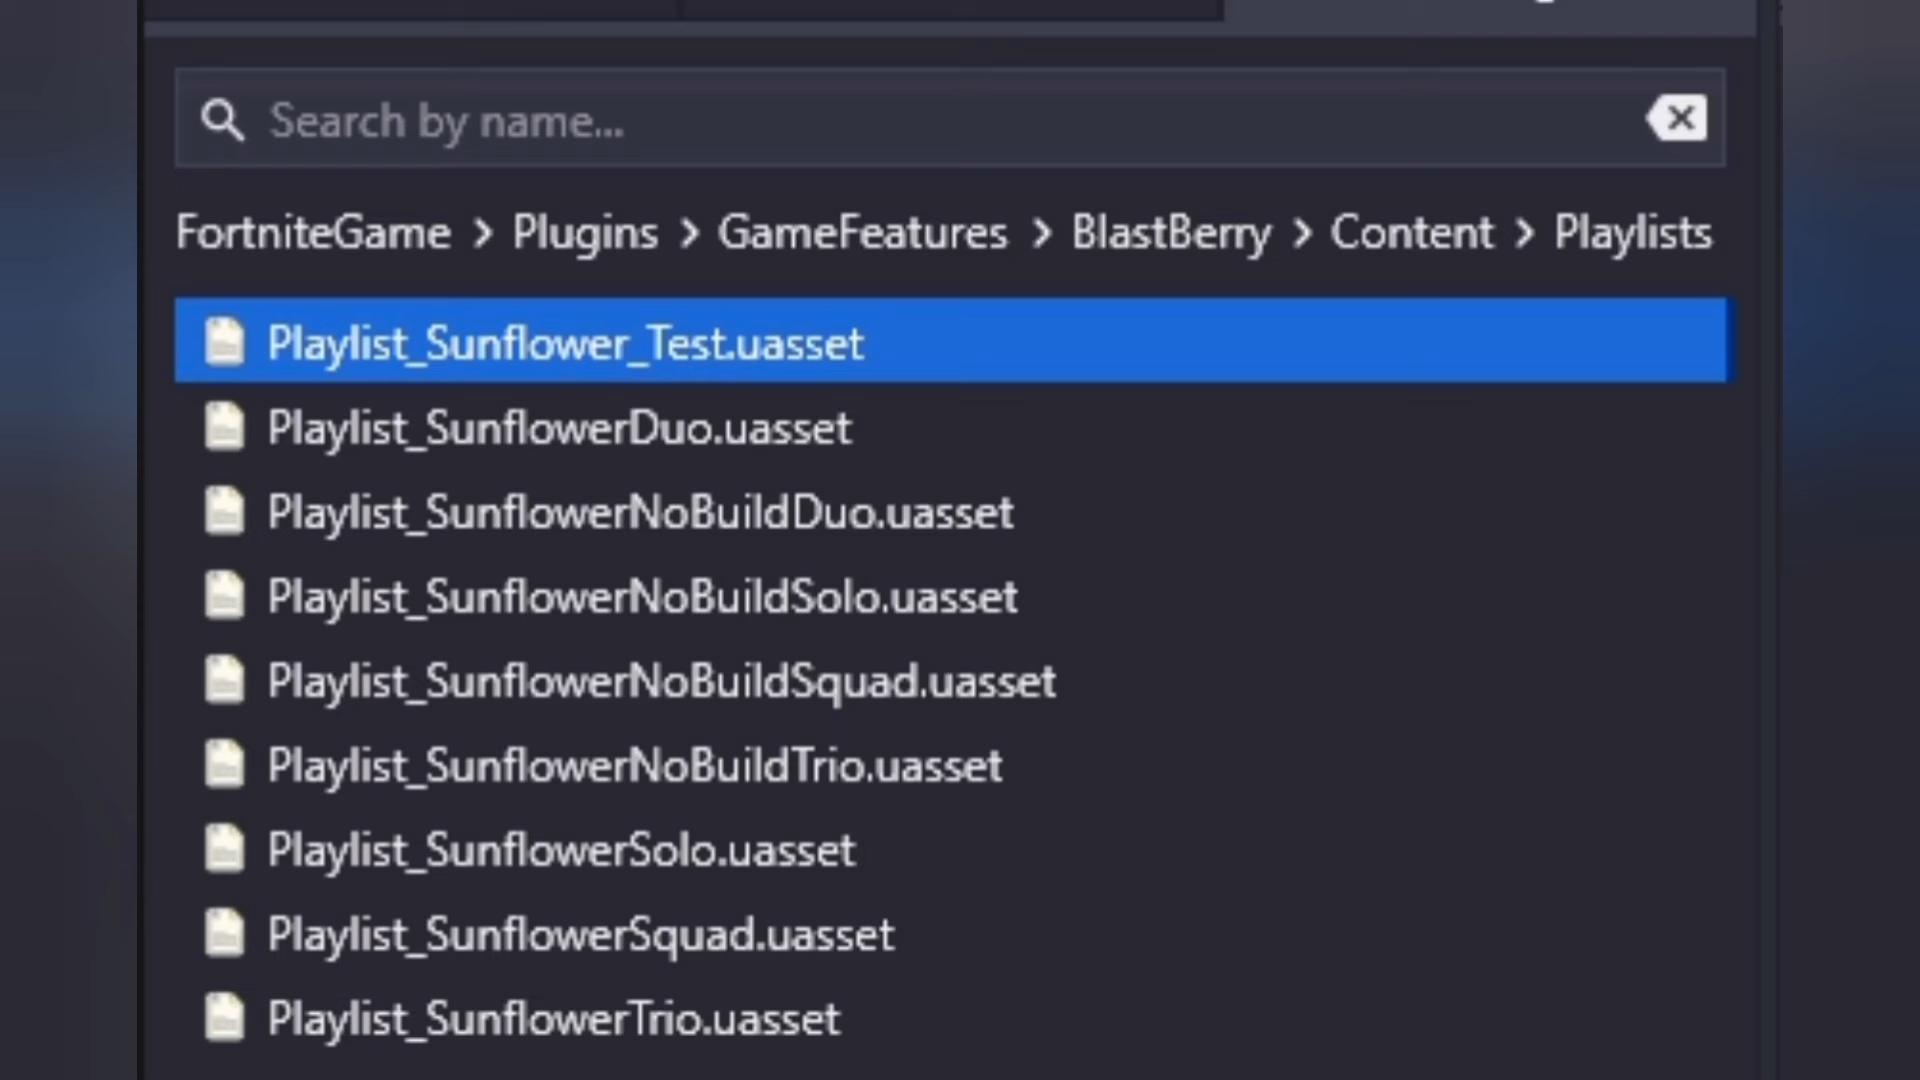 Search by name...
FortniteGame > Plugins > GameFeatures > BlastBerry > Content > Playlists
Playlist_Sunflower_Test.uasset
Playlist_SunflowerDuo.uasset
Playlist_SunflowerNoBuildDuo.uasset
Playlist_SunflowerNoBuildSolo.uasset
Playlist_SunflowerNoBuildSquad.uasset
Playlist_SunflowerNoBuildTrio.uasset
Playlist_SunflowerSolo.uasset
Playlist_SunflowerSquad.uasset
Playlist_SunflowerTrio.uasset